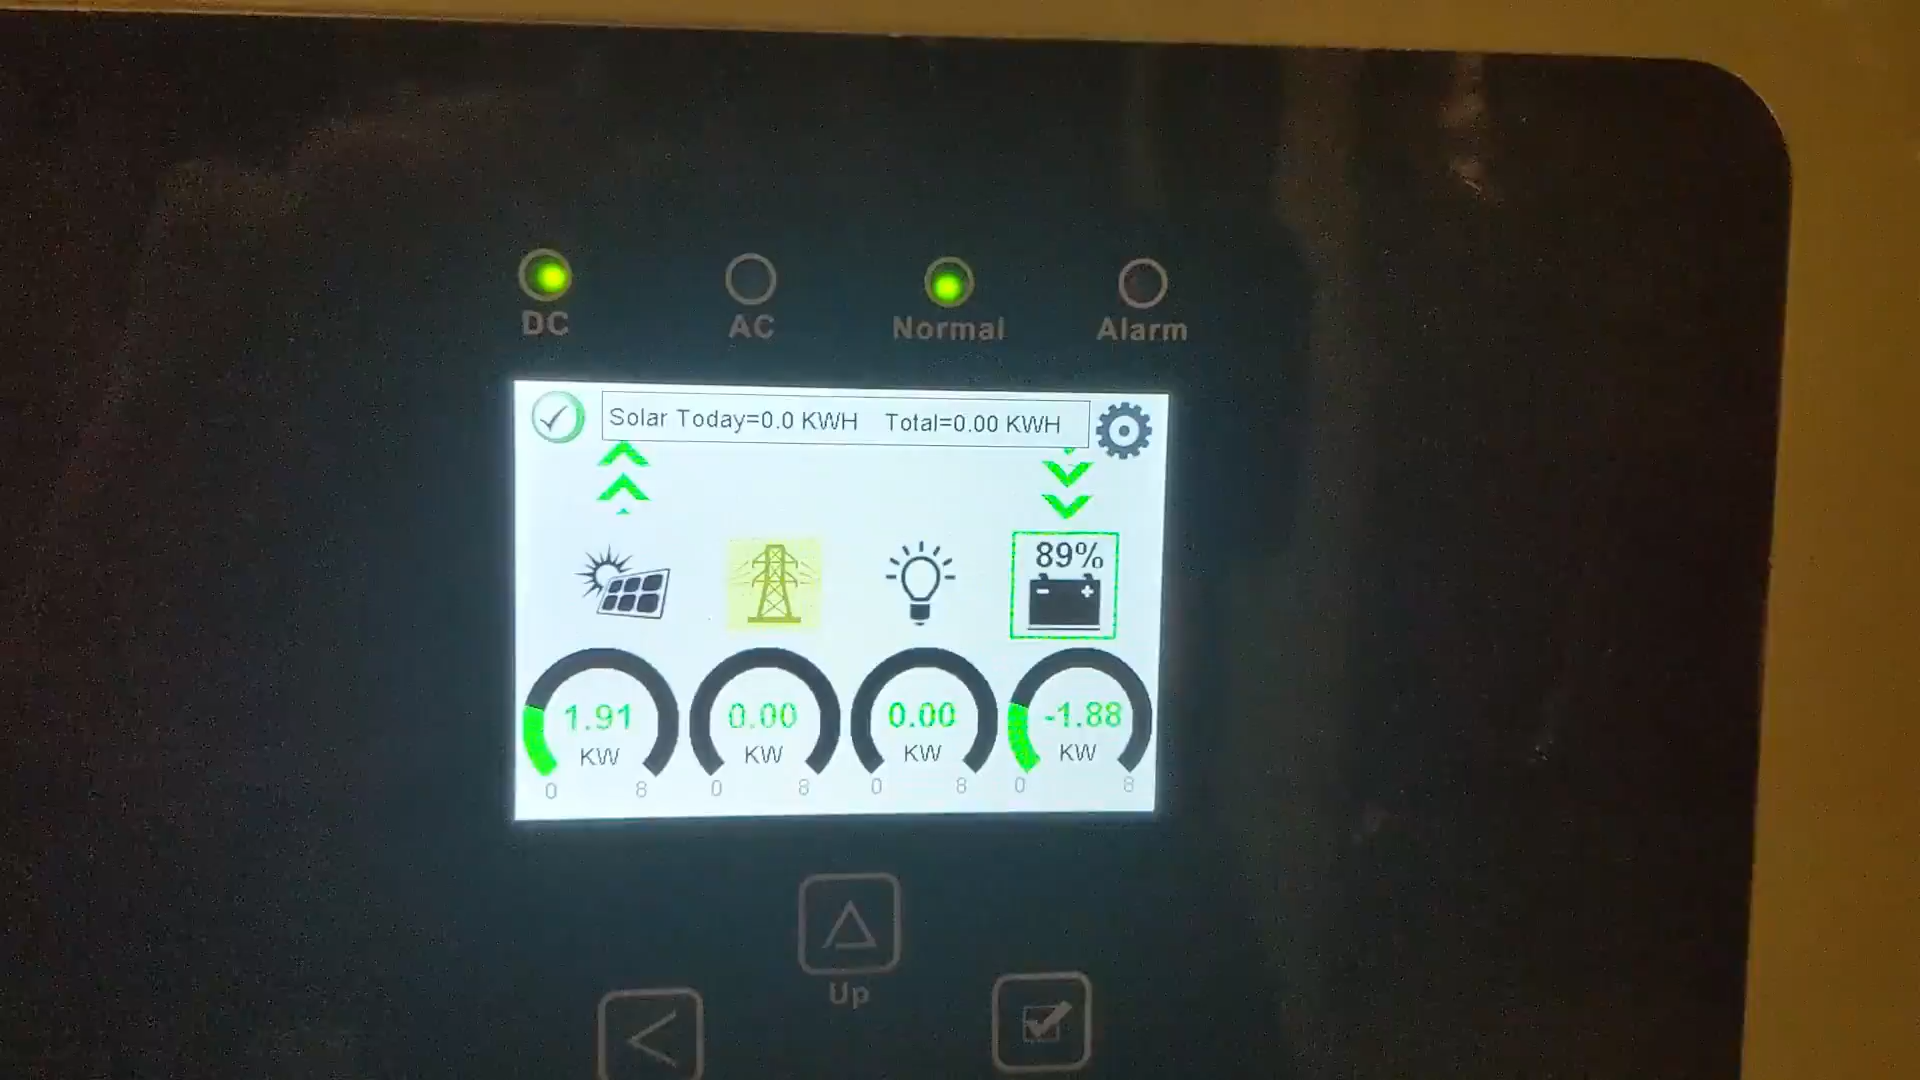 DC AC Normal Alarm
Solar Today=0.0 KWH Total=0.00 KWH
89%
1.91 0.00 0.00 -1.88
KW KW KW KW
0 8 0 8 0 8 0 8
Up